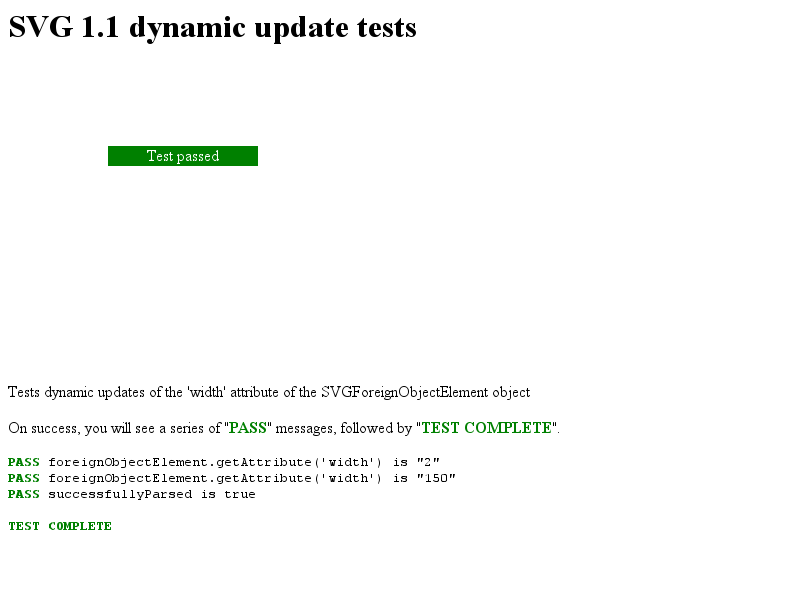 SVG 1.1 dynamic update tests
Test passed
Tests dynamic updates of the 'width' attribute of the SVGForeignObjectElement object
On success, you will see a series of "PASS" messages, followed by "TEST COMPLETE".
PASS foreignObjectElement.getAttribute('width') is "2"
PASS foreignObjectElement.getAttribute('width') is "150"
PASS successfullyParsed is true
TEST COMPLETE